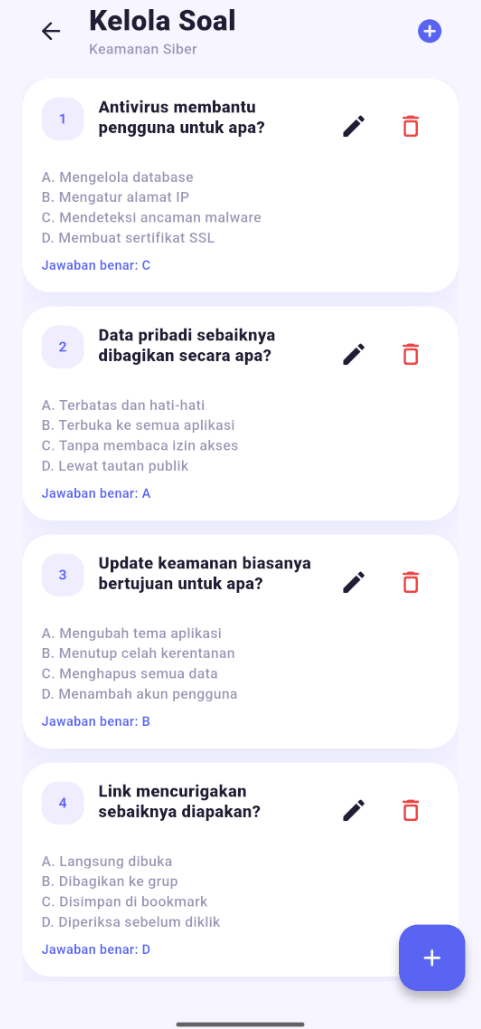 Kelola Soal
Keamanan Siber
1
Antivirus membantu
pengguna untuk apa?
A. Mengelola database
B. Mengatur alamat IP
C. Mendeteksi ancaman malware
D. Membuat sertifikat SSL
Jawaban benar: C
2
Data pribadi sebaiknya
dibagikan secara apa?
A. Terbatas dan hati-hati
B. Terbuka ke semua aplikasi
C. Tanpa membaca izin akses
D. Lewat tautan publik
Jawaban benar: A
3
Update keamanan biasanya
bertujuan untuk apa?
A. Mengubah tema aplikasi
B. Menutup celah kerentanan
C. Menghapus semua data
D. Menambah akun pengguna
Jawaban benar: B
4
Link mencurigakan
sebaiknya diapakan?
A. Langsung dibuka
B. Dibagikan ke grup
C. Disimpan di bookmark
D. Diperiksa sebelum diklik
Jawaban benar: D